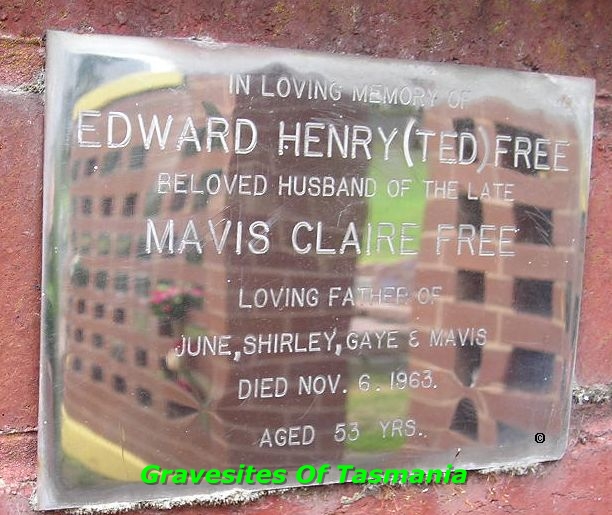 IN LOVING MEMORY OF
EDWARD HENRY (TED) FREE
BELOVED HUSBAND OF THE LATE
MAVIS CLAIRE FREE
LOVING FATHER OF
JUNE, SHIRLEY, GAYE & MAVIS
DIED NOV. 6. 1963.
AGED 53 YRS.
©
Gravesites Of Tasmania